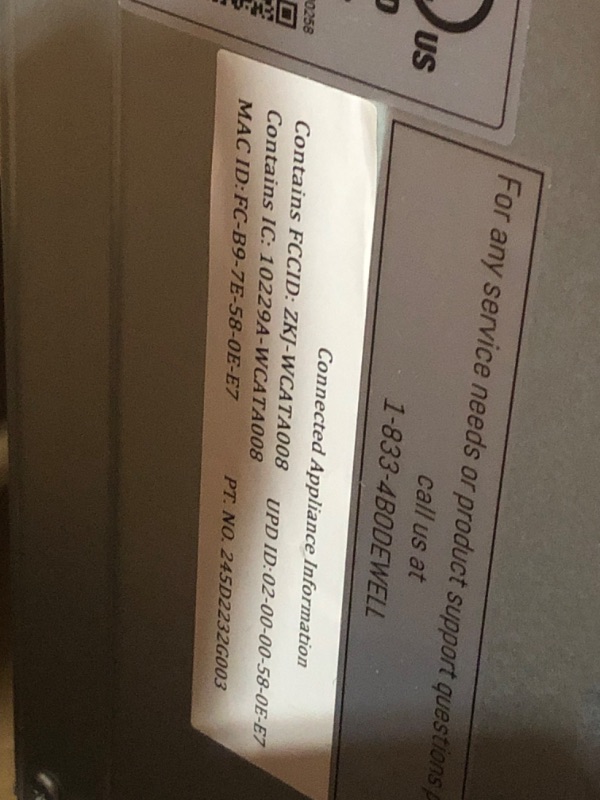 US
D
00258
For any service needs or product support questions
call us at
1-833-4BODEWELL
Connected Appliance Information
Contains FCCID: ZKJ-WCATA008 UPD ID:02-00-00-58-0E-E7
Contains IC: 10229A-WCATA008
MAC ID:FC-B9-7E-58-0E-E7 PT. NO. 245D2232G003